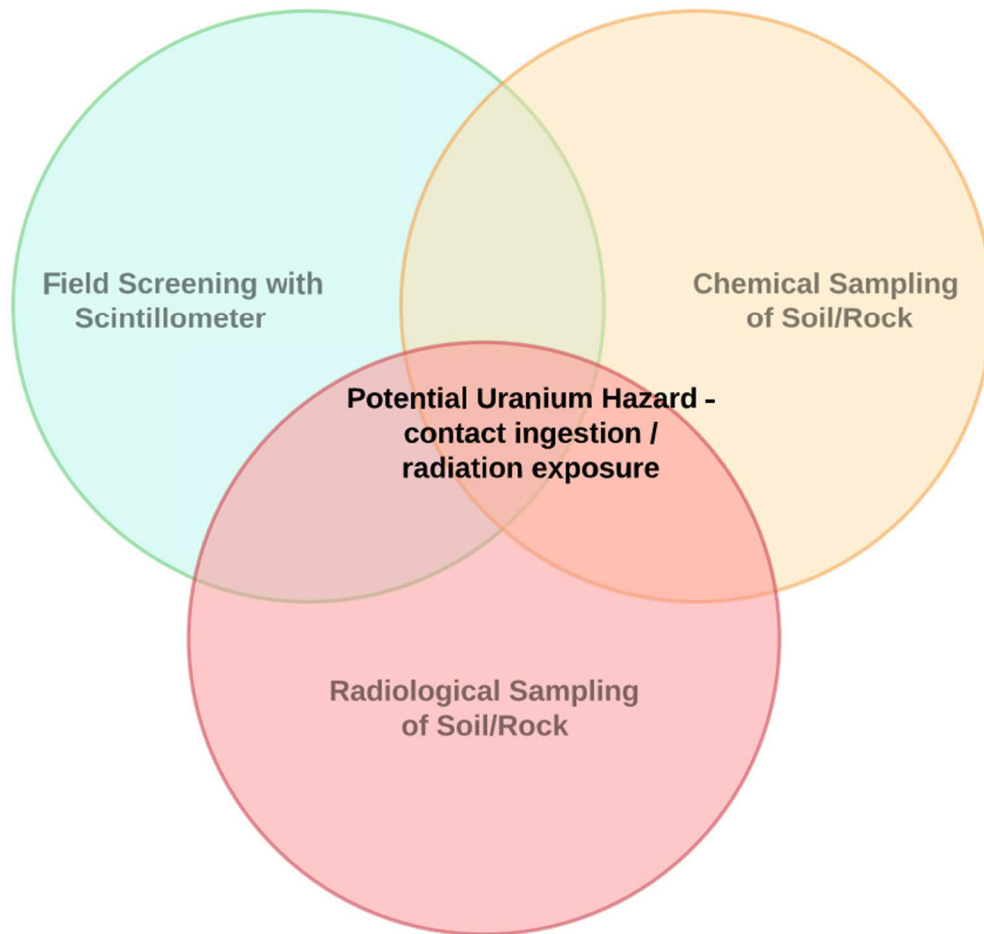 Field Screening with
Scintillometer
Chemical Sampling
of Soil/Rock
Potential Uranium Hazard -
contact ingestion /
radiation exposure
Radiological Sampling
of Soil/Rock